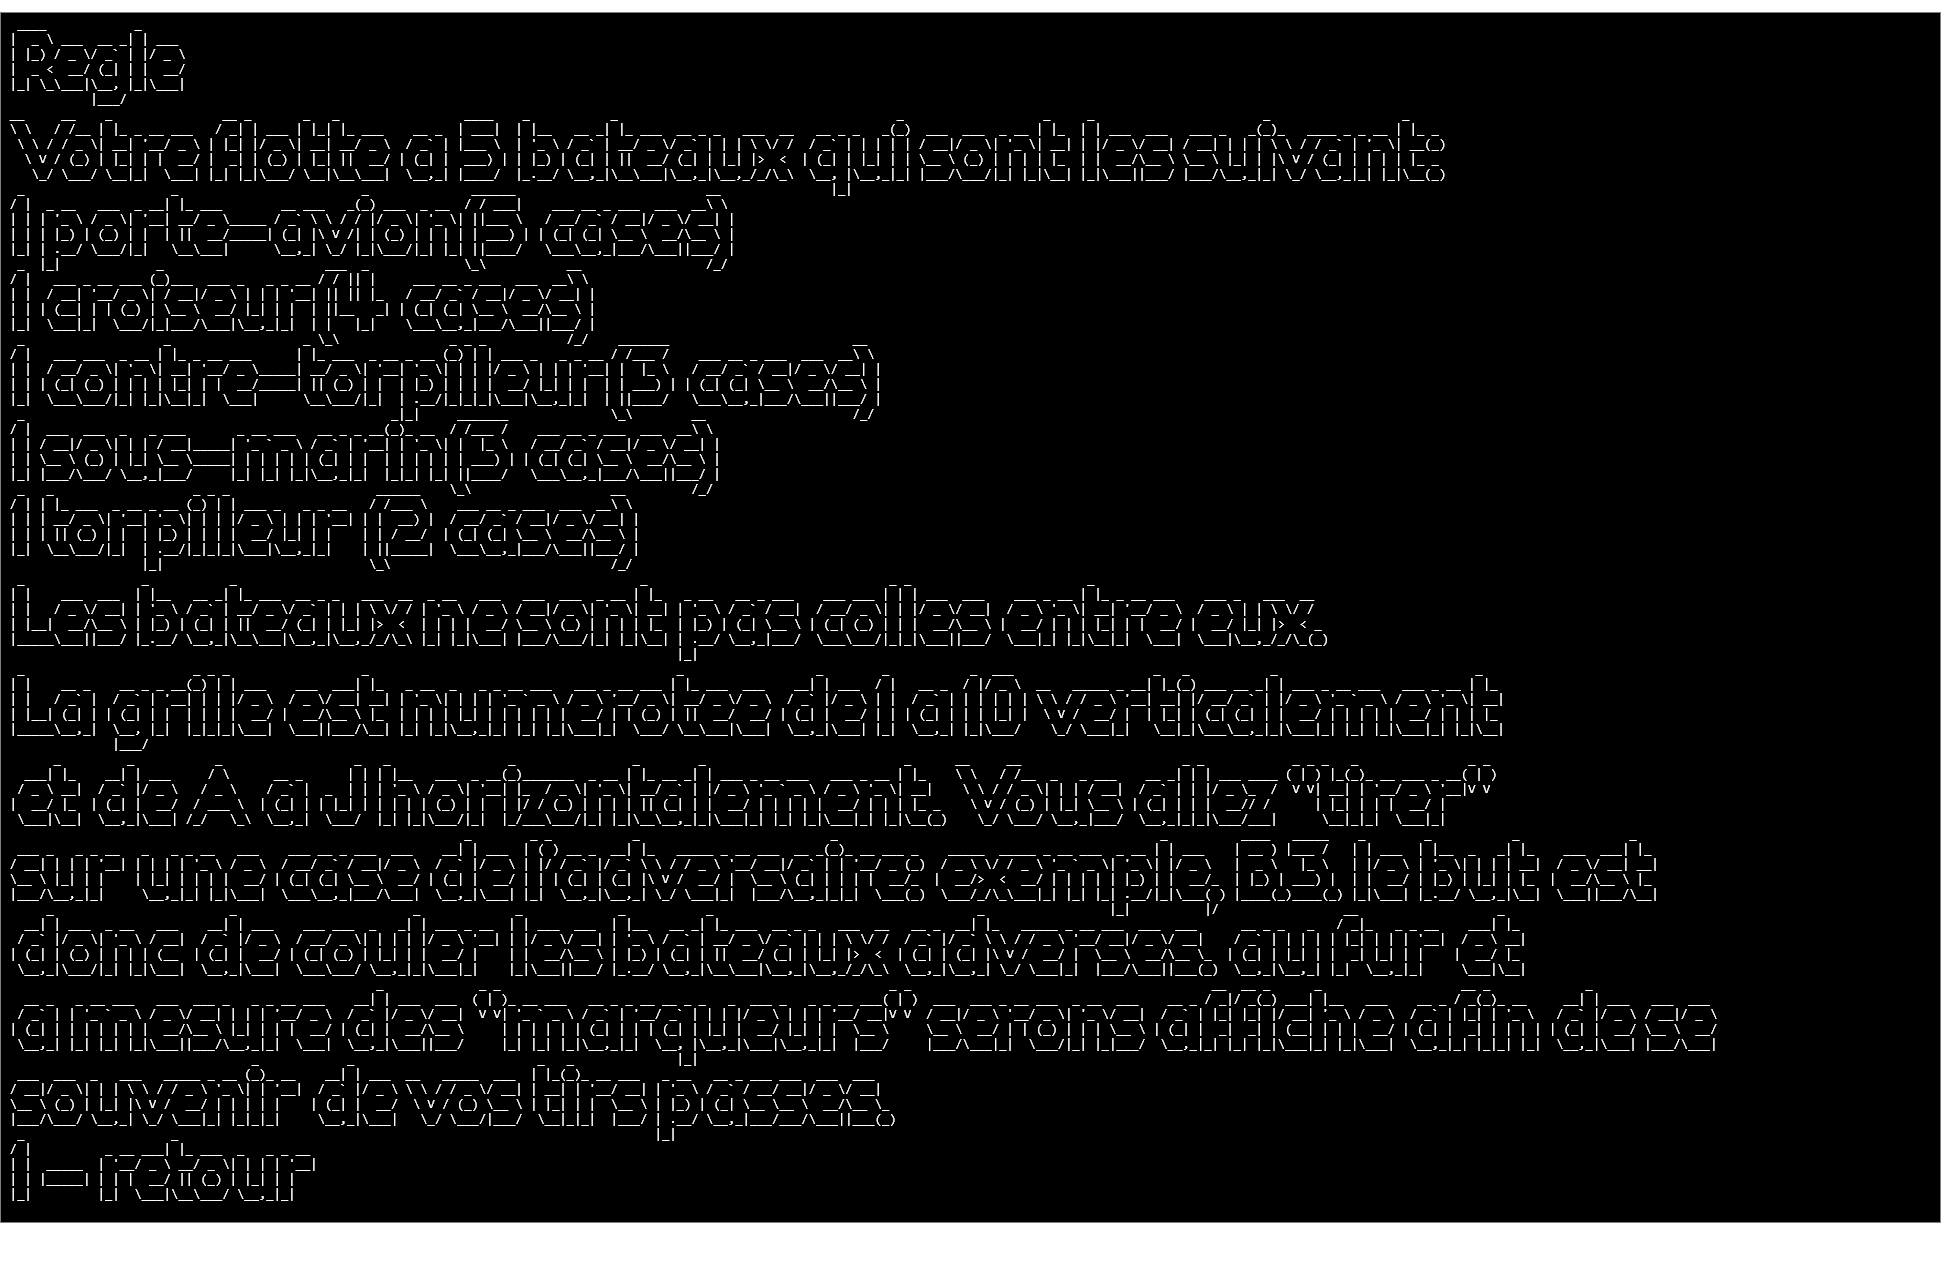 Regle
Votre flotte a 5 bateaux qui sont les suivant:
1 porte-avion(5 cases)
1 croiseur(4 cases)
1 contre-torpilleur(3 cases)
1 sous-marin(3 cases)
1 torpilleur (2 cases)
Les bateaux ne sont pas colles entre eux.
La grille est numerotee de 1 a 10 verticalement
et de A a J horizontalement. Vous allez "tirer"
sur une case de l'adversaire: exemple, B.3. le but est
donc de couler les bateaux adverses. au fur et
a mesure des "marqueurs" serons affiche afin de se
souvenir de vos tirs passes.
1 - retour